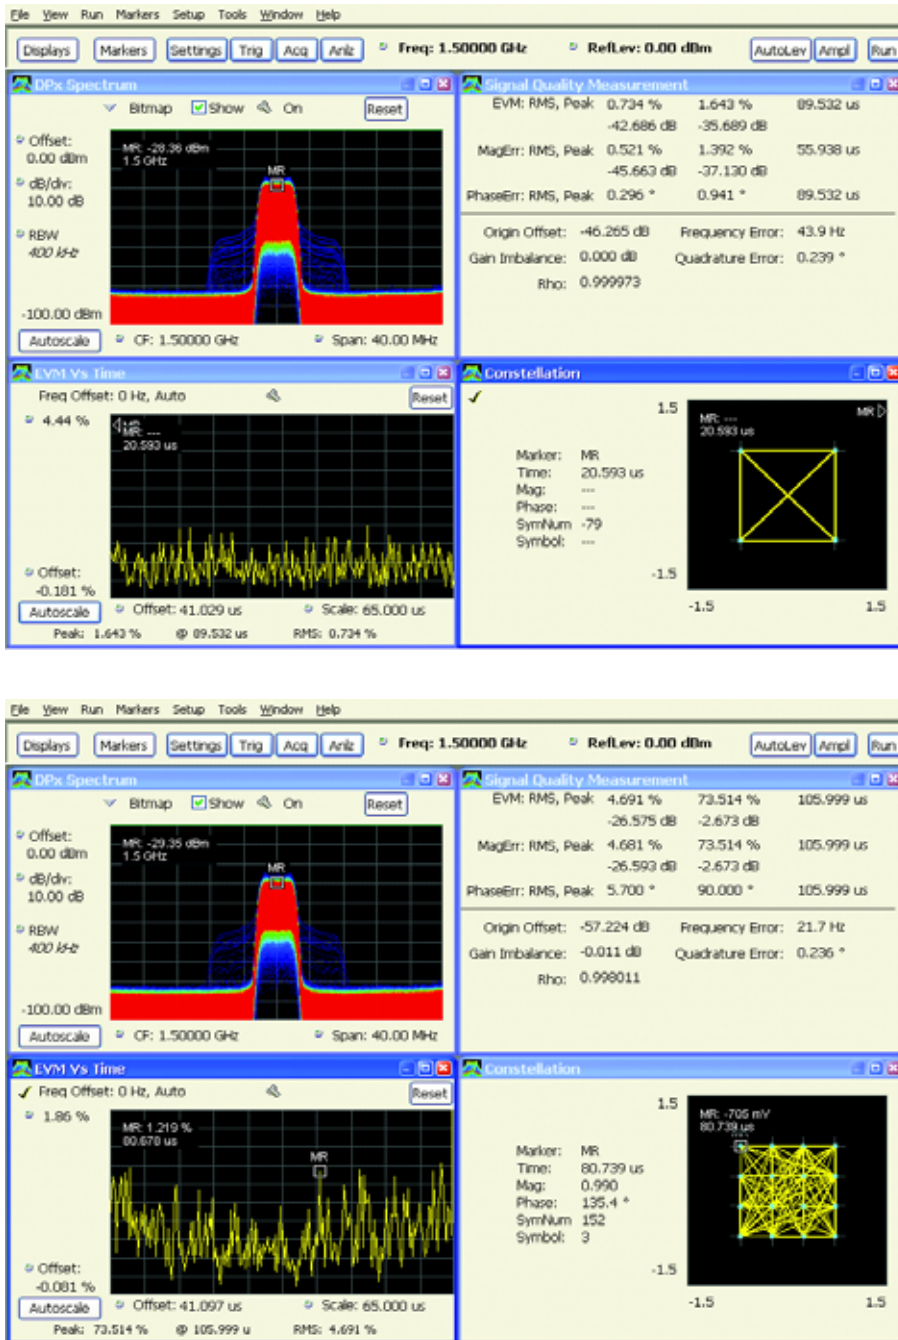 File View Run Markers Setup Tools Window Help
Displays Markers Settings Trig Acq Anlz Freq: 1.50000 GHz RefLev: 0.00 dBm AutoLev Ampl Run
DPx Spectrum
Bitmap Show On Reset
Offset:
0.00 dBm
dB/div:
10.00 dB
RBW
400 kHz
-100.00 dBm
MR: -28.36 dBm
1.5 GHz
MR
Autoscale CF: 1.50000 GHz Span: 40.00 MHz
Signal Quality Measurement
EVM: RMS, Peak 0.734 % 1.643 % 89.532 us
-42.686 dB -35.689 dB
MagErr: RMS, Peak 0.521 % 1.392 % 55.938 us
-45.663 dB -37.130 dB
PhaseErr: RMS, Peak 0.296 ° 0.941 ° 89.532 us
Origin Offset: -46.265 dB Frequency Error: 43.9 Hz
Gain Imbalance: 0.000 dB Quadrature Error: 0.239 °
Rho: 0.999973
EVM Vs Time
Freq Offset: 0 Hz, Auto Reset
4.44 %
MR: ---
20.593 us
Offset:
-0.181 %
Autoscale Offset: 41.029 us Scale: 65.000 us
Peak: 1.643 % @ 89.532 us RMS: 0.734 %
Constellation
1.5
MR: --- MR
20.593 us
Marker: MR
Time: 20.593 us
Mag: ---
Phase: ---
SymNum -79
Symbol: ---
-1.5
-1.5 1.5
File View Run Markers Setup Tools Window Help
Displays Markers Settings Trig Acq Anlz Freq: 1.50000 GHz RefLev: 0.00 dBm AutoLev Ampl Run
DPx Spectrum
Bitmap Show On Reset
Offset:
0.00 dBm
dB/div:
10.00 dB
RBW
400 kHz
-100.00 dBm
MR: -29.35 dBm
1.5 GHz
MR
Autoscale CF: 1.50000 GHz Span: 40.00 MHz
Signal Quality Measurement
EVM: RMS, Peak 4.691 % 73.514 % 105.999 us
-26.575 dB -2.673 dB
MagErr: RMS, Peak 4.681 % 73.514 % 105.999 us
-26.593 dB -2.673 dB
PhaseErr: RMS, Peak 5.700 ° 90.000 ° 105.999 us
Origin Offset: -57.224 dB Frequency Error: 21.7 Hz
Gain Imbalance: -0.011 dB Quadrature Error: 0.236 °
Rho: 0.998011
EVM Vs Time
Freq Offset: 0 Hz, Auto Reset
1.86 %
MR: 1.219 %
80.678 us
MR
Offset:
-0.081 %
Autoscale Offset: 41.097 us Scale: 65.000 us
Peak: 73.514 % @ 105.999 u RMS: 4.691 %
Constellation
1.5
MR: -705 mV
80.739 us
Marker: MR
Time: 80.739 us
Mag: 0.990
Phase: 135.4 °
SymNum 152
Symbol: 3
-1.5
-1.5 1.5